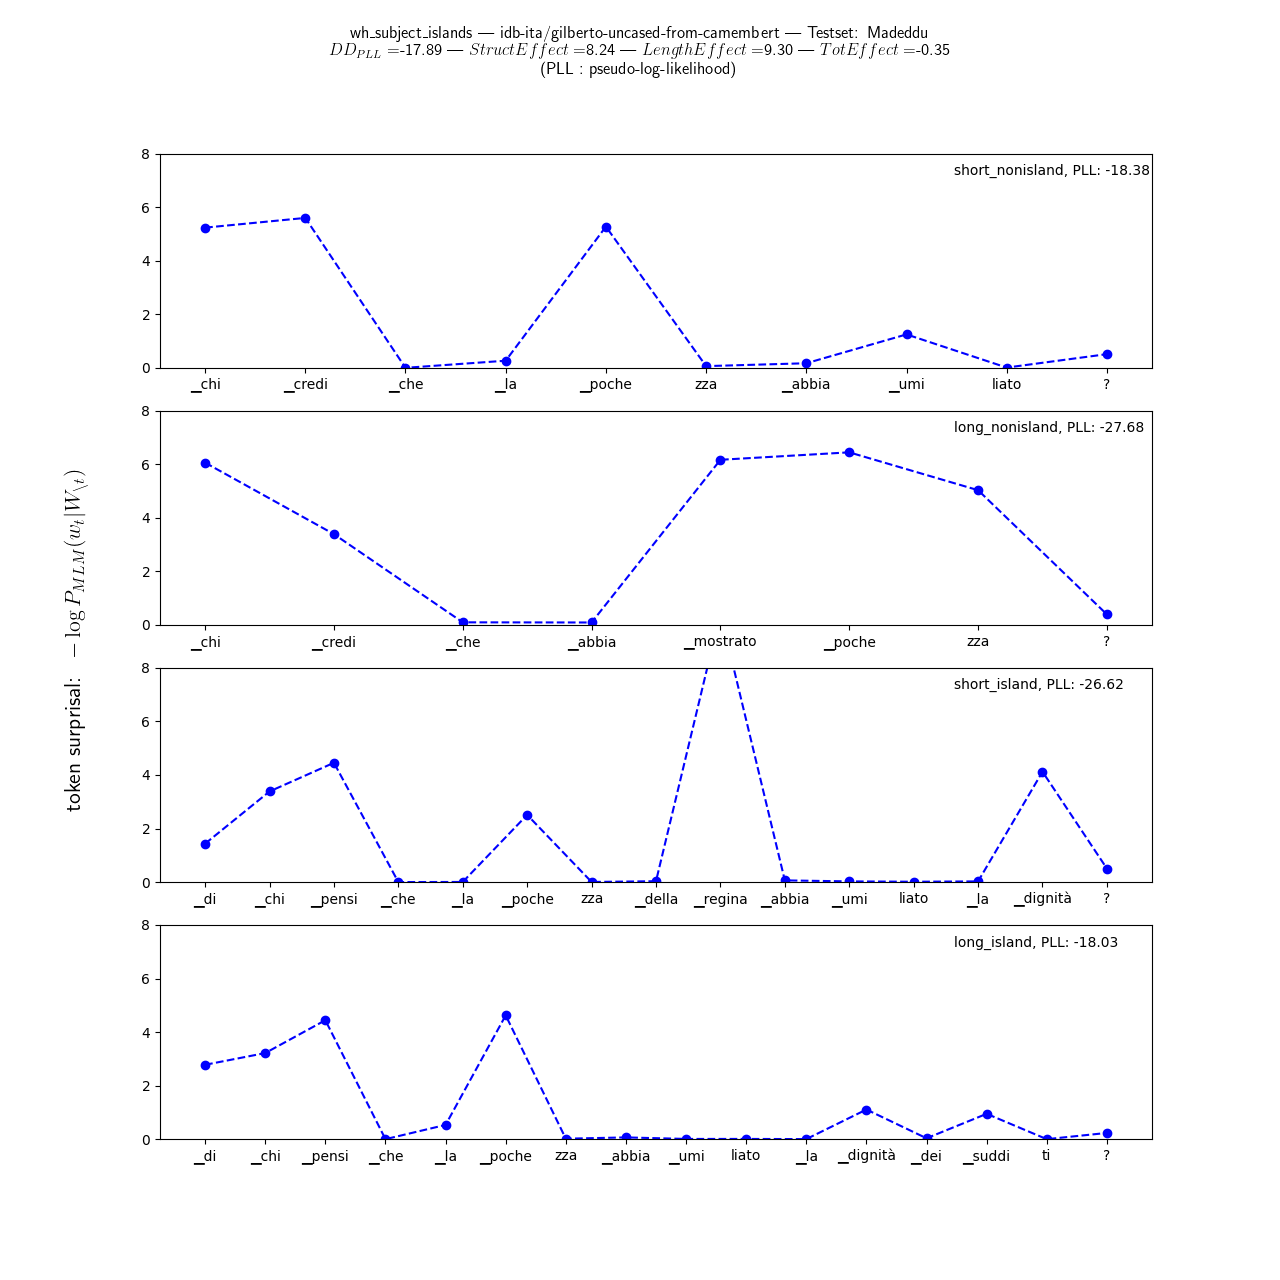 wh_subject_islands — idb-ita/gilberto-uncased-from-camembert — Testset: Madeddu
DD_{PLL} =-17.89 — StructEffect =8.24 — LengthEffect =9.30 — TotEffect =-0.35
(PLL : pseudo-log-likelihood)
token surprisal: − log P_{MLM}(w_t|W_{\t})
8
6
4
2
0
short_nonisland, PLL: -18.38
_chi _credi _che _la _poche zza _abbia _umi liato ?
8
6
4
2
0
long_nonisland, PLL: -27.68
_chi _credi _che _abbia _mostrato _poche zza ?
8
6
4
2
0
short_island, PLL: -26.62
_di _chi _pensi _che _la _poche zza _della _regina _abbia _umi liato _la _dignità ?
8
6
4
2
0
long_island, PLL: -18.03
_di _chi _pensi _che _la _poche zza _abbia _umi liato _la _dignità _dei _suddi ti ?